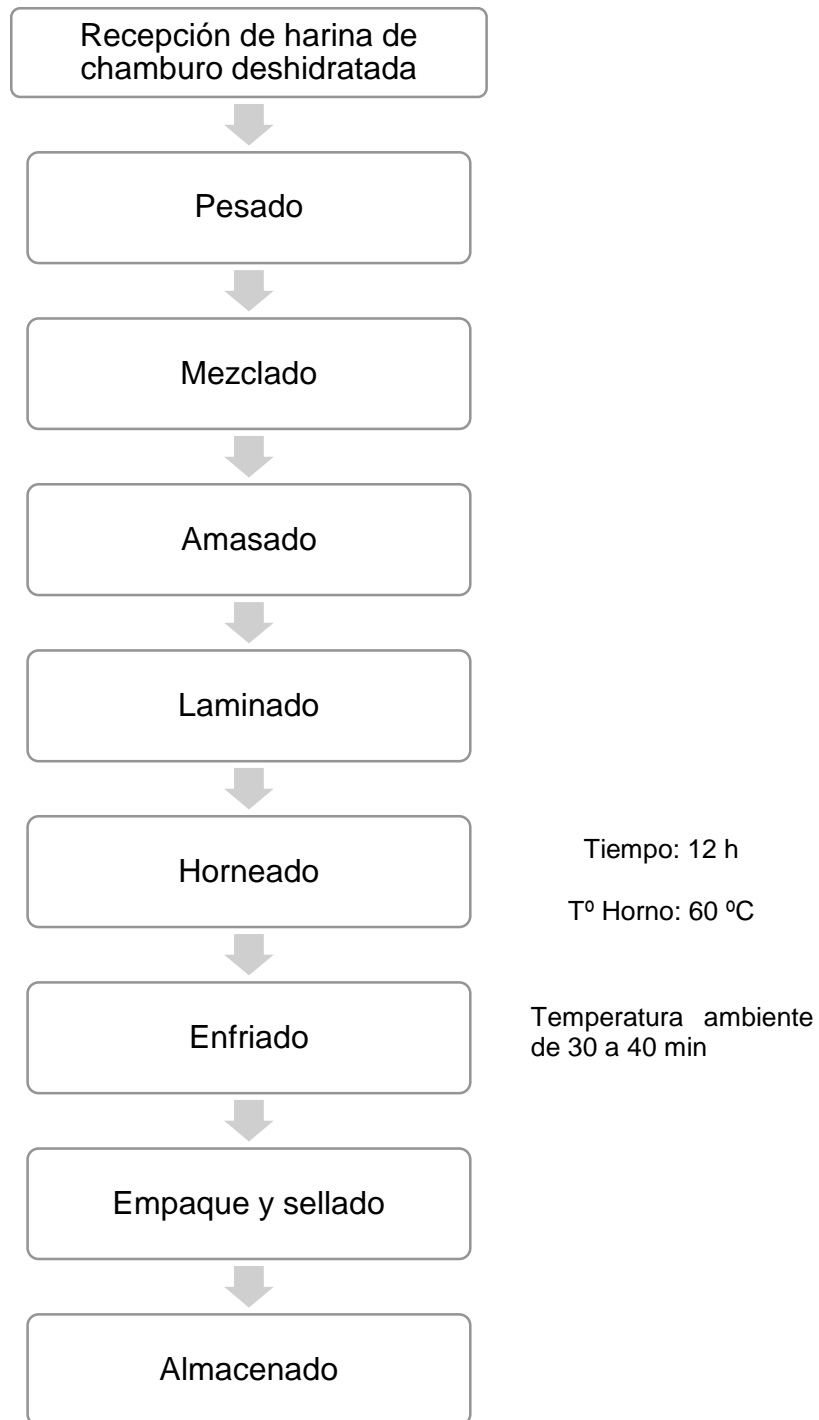 Recepción de harina de
chamburo deshidratada
Pesado
Mezclado
Amasado
Laminado
Horneado
Tiempo: 12 h
Tº Horno: 60 ºC
Enfriado
Temperatura ambiente
de 30 a 40 min
Empaque y sellado
Almacenado